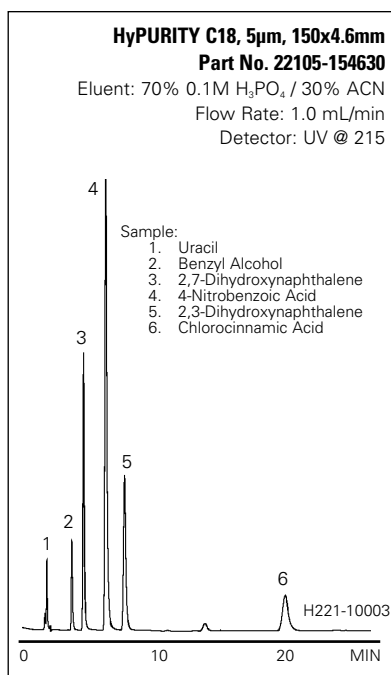 HyPURITY C18, 5µm, 150x4.6mm
Part No. 22105-154630
Eluent: 70% 0.1M H₃PO₄ / 30% ACN
Flow Rate: 1.0 mL/min
Detector: UV @ 215
4
Sample:
1. Uracil
2. Benzyl Alcohol
3. 2,7-Dihydroxynaphthalene
4. 4-Nitrobenzoic Acid
5. 2,3-Dihydroxynaphthalene
6. Chlorocinnamic Acid
3
5
2
1
6
H221-10003
0 10 20 MIN